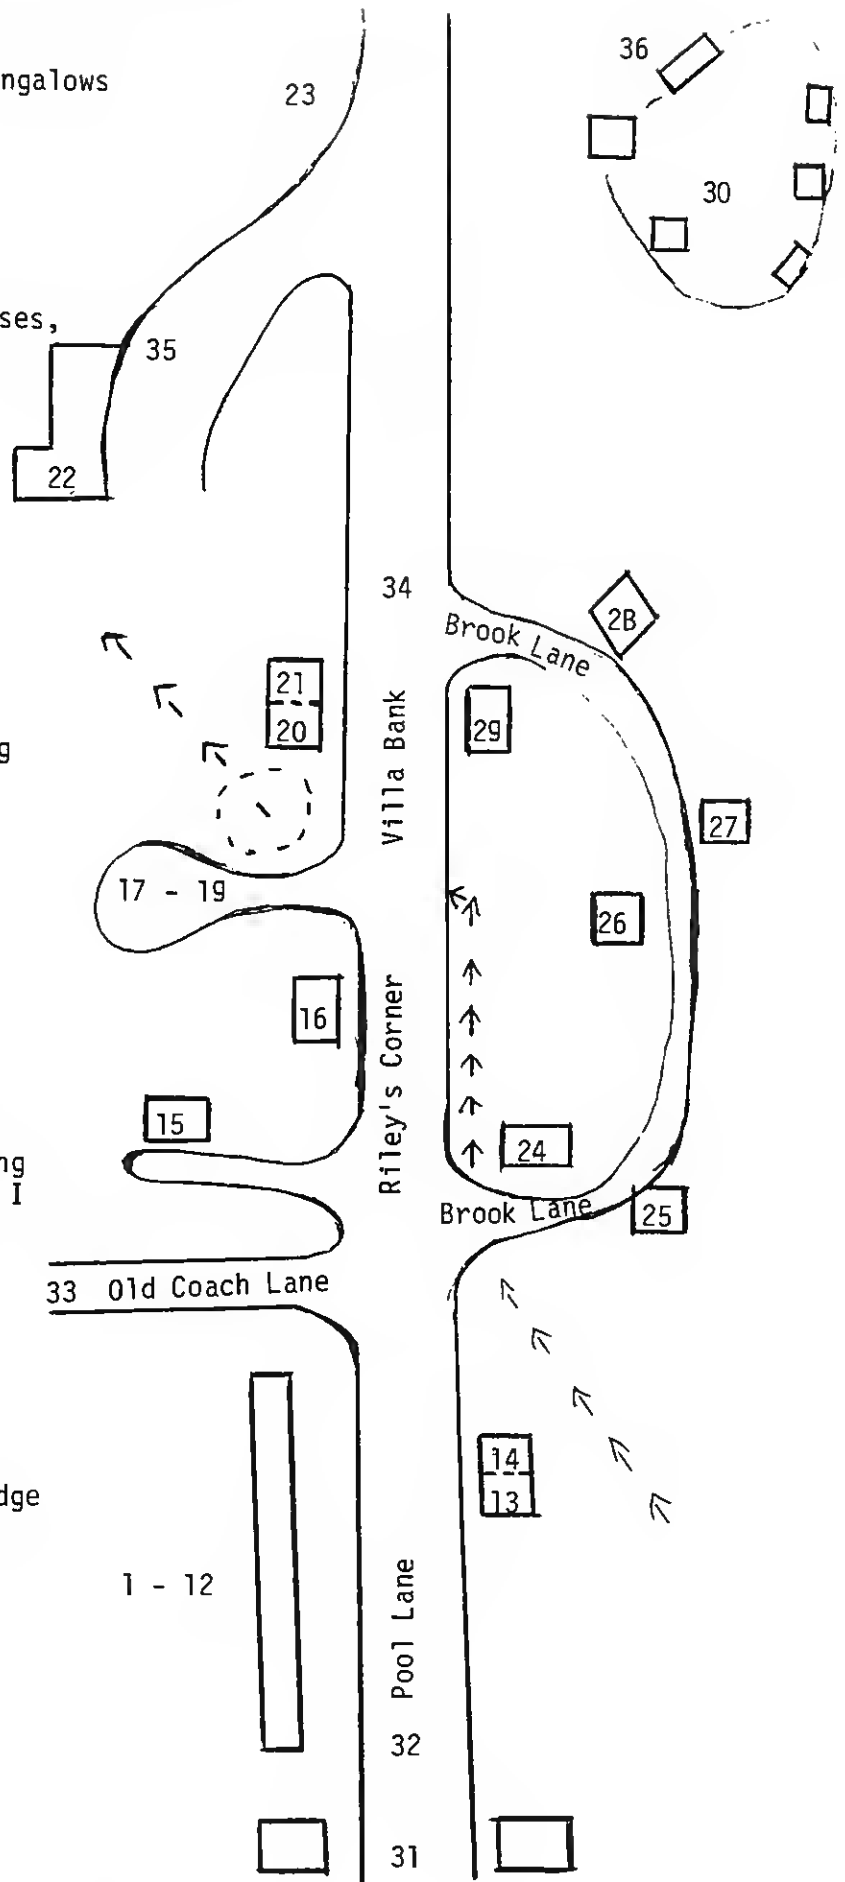 36
ngalows
23
30
ses,
35
22
34
2B
Brook Lane
21
20
29
g
Villa Bank
27
17 - 19
26
16
Riley's Corner
15
24
ng
I
Brook Lane
25
33 Old Coach Lane
14
13
dge
1 - 12
Pool Lane
32
31